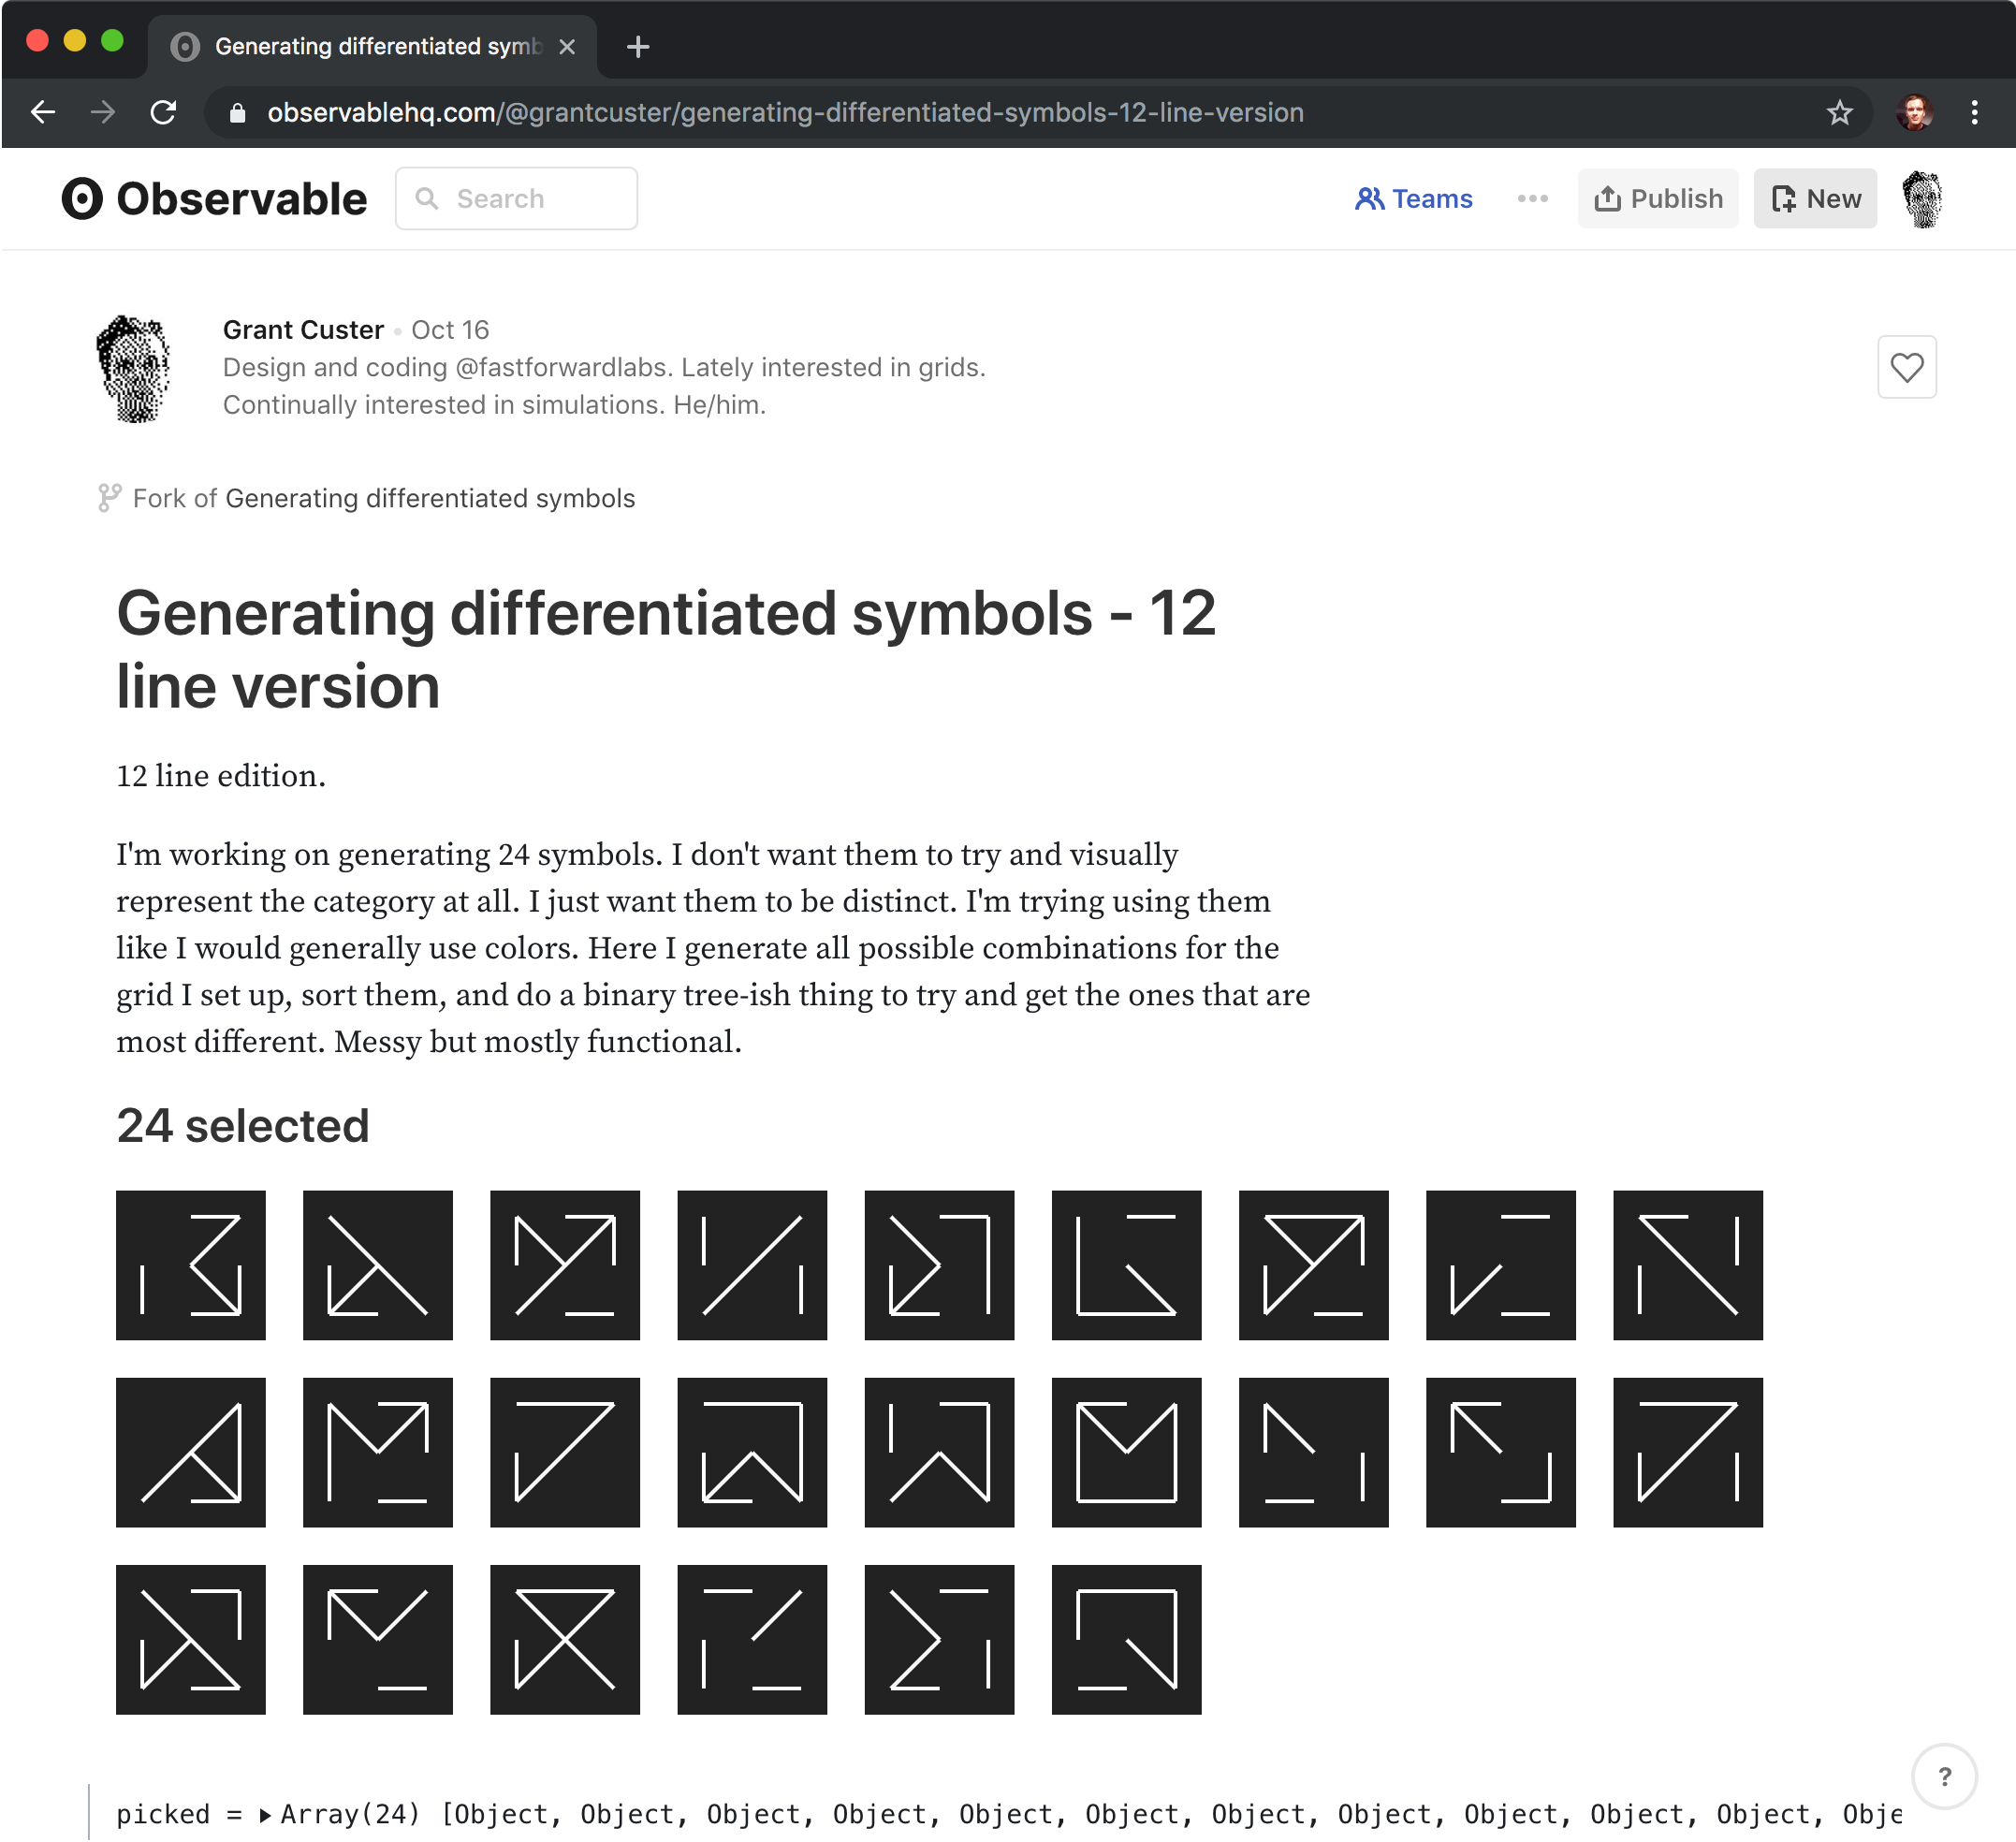 Generating differentiated symb
observablehq.com/@grantcuster/generating-differentiated-symbols-12-line-version
Observable
Search
Teams
Publish
New
Grant Custer
Oct 16
Design and coding @fastforwardlabs. Lately interested in grids.
Continually interested in simulations. He/him.
Fork of Generating differentiated symbols
Generating differentiated symbols - 12
line version
12 line edition.
I'm working on generating 24 symbols. I don't want them to try and visually
represent the category at all. I just want them to be distinct. I'm trying using them
like I would generally use colors. Here I generate all possible combinations for the
grid I set up, sort them, and do a binary tree-ish thing to try and get the ones that are
most different. Messy but mostly functional.
24 selected
?
picked = ▸ Array(24) [Object, Object, Object, Object, Object, Object, Object, Object, Object, Object, Object, Obje